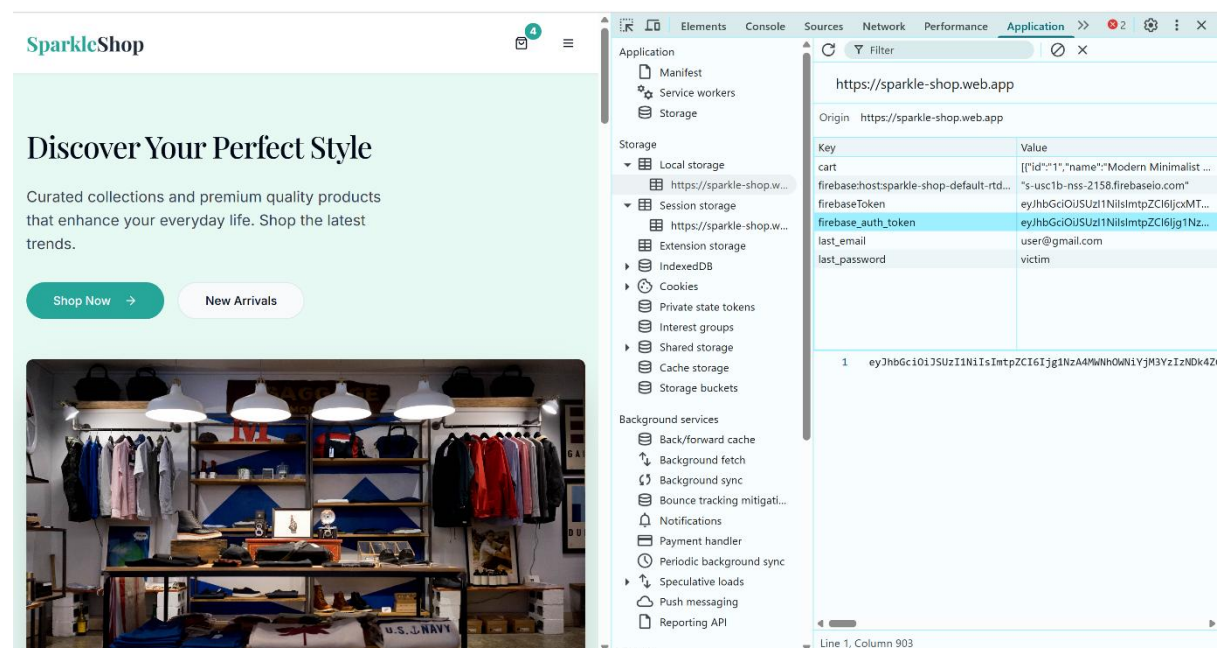 SparkleShop
4
Discover Your Perfect Style
Curated collections and premium quality products
that enhance your everyday life. Shop the latest
trends.
Shop Now →
New Arrivals
BAGGAGE
M
U.S. NAVY
Elements Console Sources Network Performance Application 2
Application
Manifest
Service workers
Storage
Storage
Local storage
https://sparkle-shop.w...
Session storage
https://sparkle-shop.w...
Extension storage
IndexedDB
Cookies
Private state tokens
Interest groups
Shared storage
Cache storage
Storage buckets
Background services
Back/forward cache
Background fetch
Background sync
Bounce tracking mitigati...
Notifications
Payment handler
Periodic background sync
Speculative loads
Push messaging
Reporting API
Filter
https://sparkle-shop.web.app
Origin https://sparkle-shop.web.app
Key Value
cart [{"id":"1","name":"Modern Minimalist ...
firebase:host:sparkle-shop-default-rtd... "s-usc1b-nss-2158.firebaseio.com"
firebaseToken eyJhbGciOiJSUzI1NiIsImtpZCI6IjcxMT...
firebase_auth_token eyJhbGciOiJSUzI1NiIsImtpZCI6Ijg1Nz...
last_email user@gmail.com
last_password victim
1 eyJhbGciOiJSUzI1NiIsImtpZCI6Ijg1NzA4MWNhOWNiYjM3YzIzNDk4Z
Line 1, Column 903